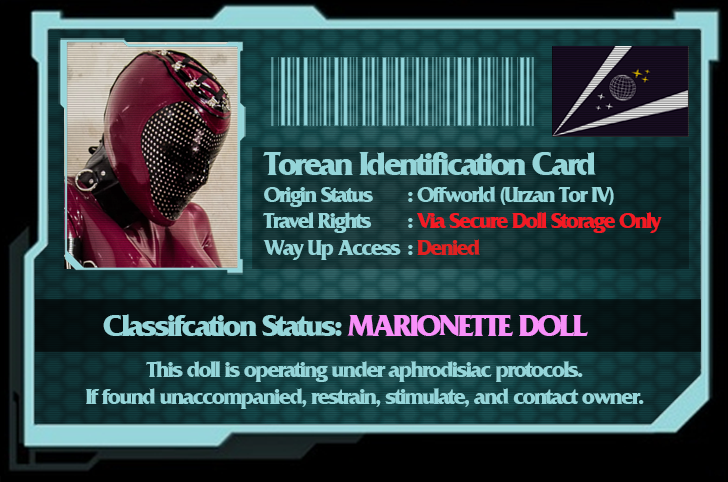 Torean Identification Card
Origin Status : Offworld (Urzan Tor IV)
Travel Rights : Via Secure Doll Storage Only
Way Up Access : Denied
Classifcation Status: MARIONETTE DOLL
This doll is operating under aphrodisiac protocols.
If found unaccompanied, restrain, stimulate, and contact owner.